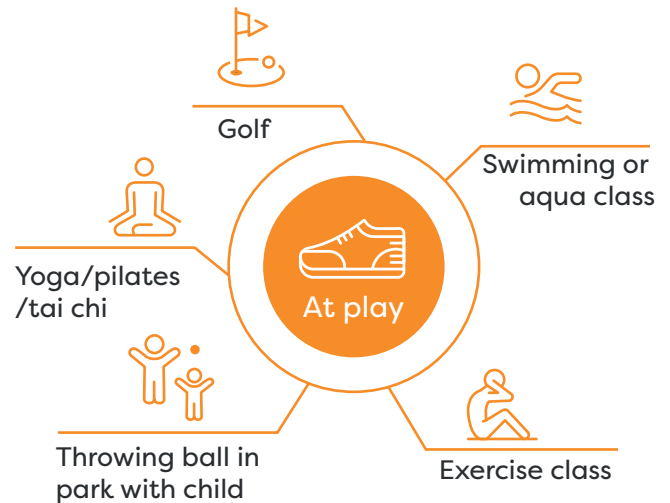 Golf
Swimming or
aqua class
Yoga/pilates
/tai chi
At play
Throwing ball in
park with child
Exercise class